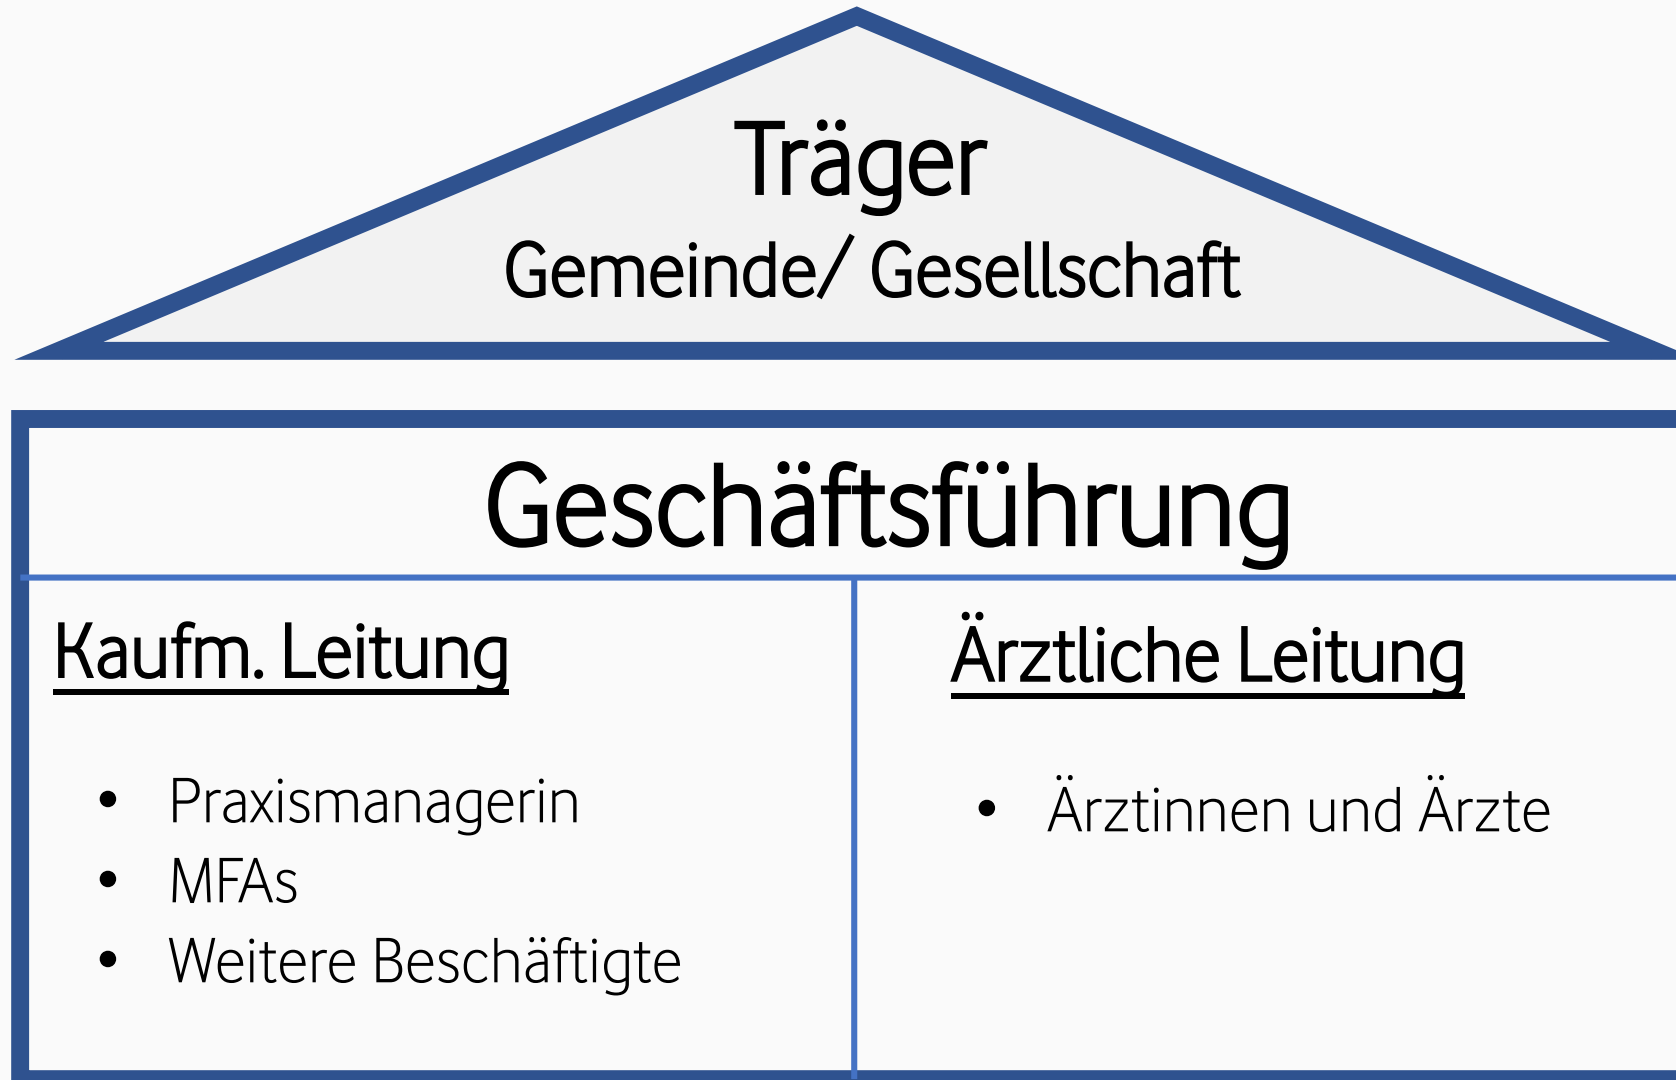 Träger
Gemeinde/ Gesellschaft
Geschäftsführung
Kaufm. Leitung
• Praxismanagerin
• MFAs
• Weitere Beschäftigte
Ärztliche Leitung
• Ärztinnen und Ärzte